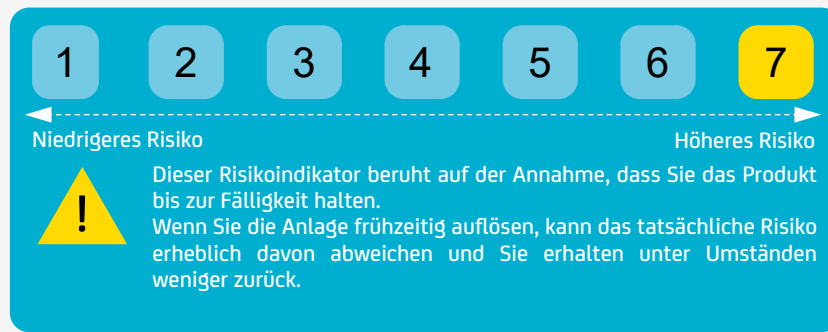 1 2 3 4 5 6 7
Niedrigeres Risiko Höheres Risiko
Dieser Risikoindikator beruht auf der Annahme, dass Sie das Produkt
bis zur Fälligkeit halten.
Wenn Sie die Anlage frühzeitig auflösen, kann das tatsächliche Risiko
erheblich davon abweichen und Sie erhalten unter Umständen
weniger zurück.
!